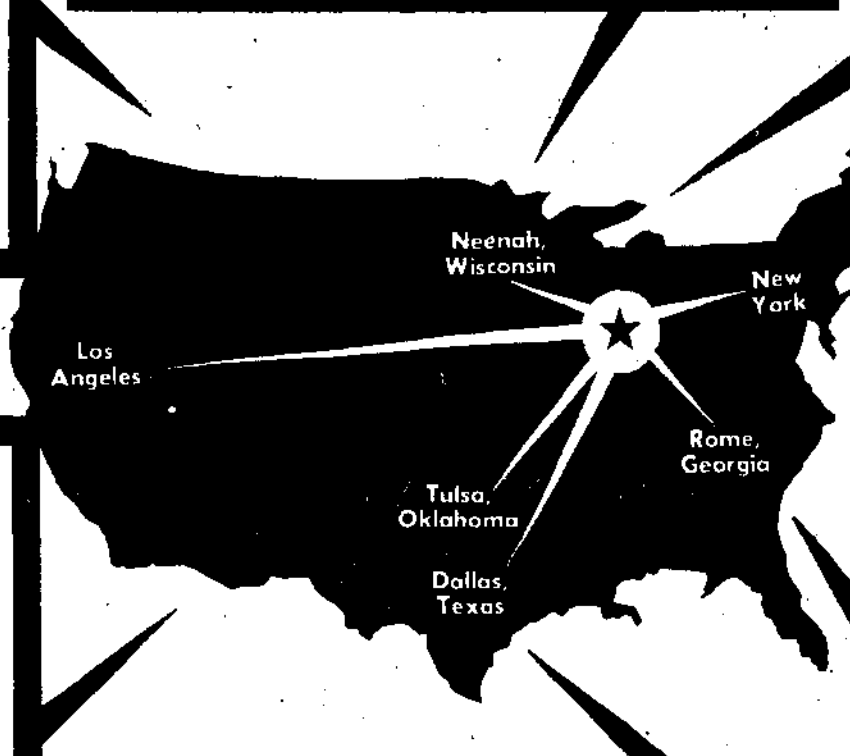 Neenah,
Wisconsin
New
York
Los
Angeles
Rome,
Georgia
Tulsa,
Oklahoma
Dallas,
Texas